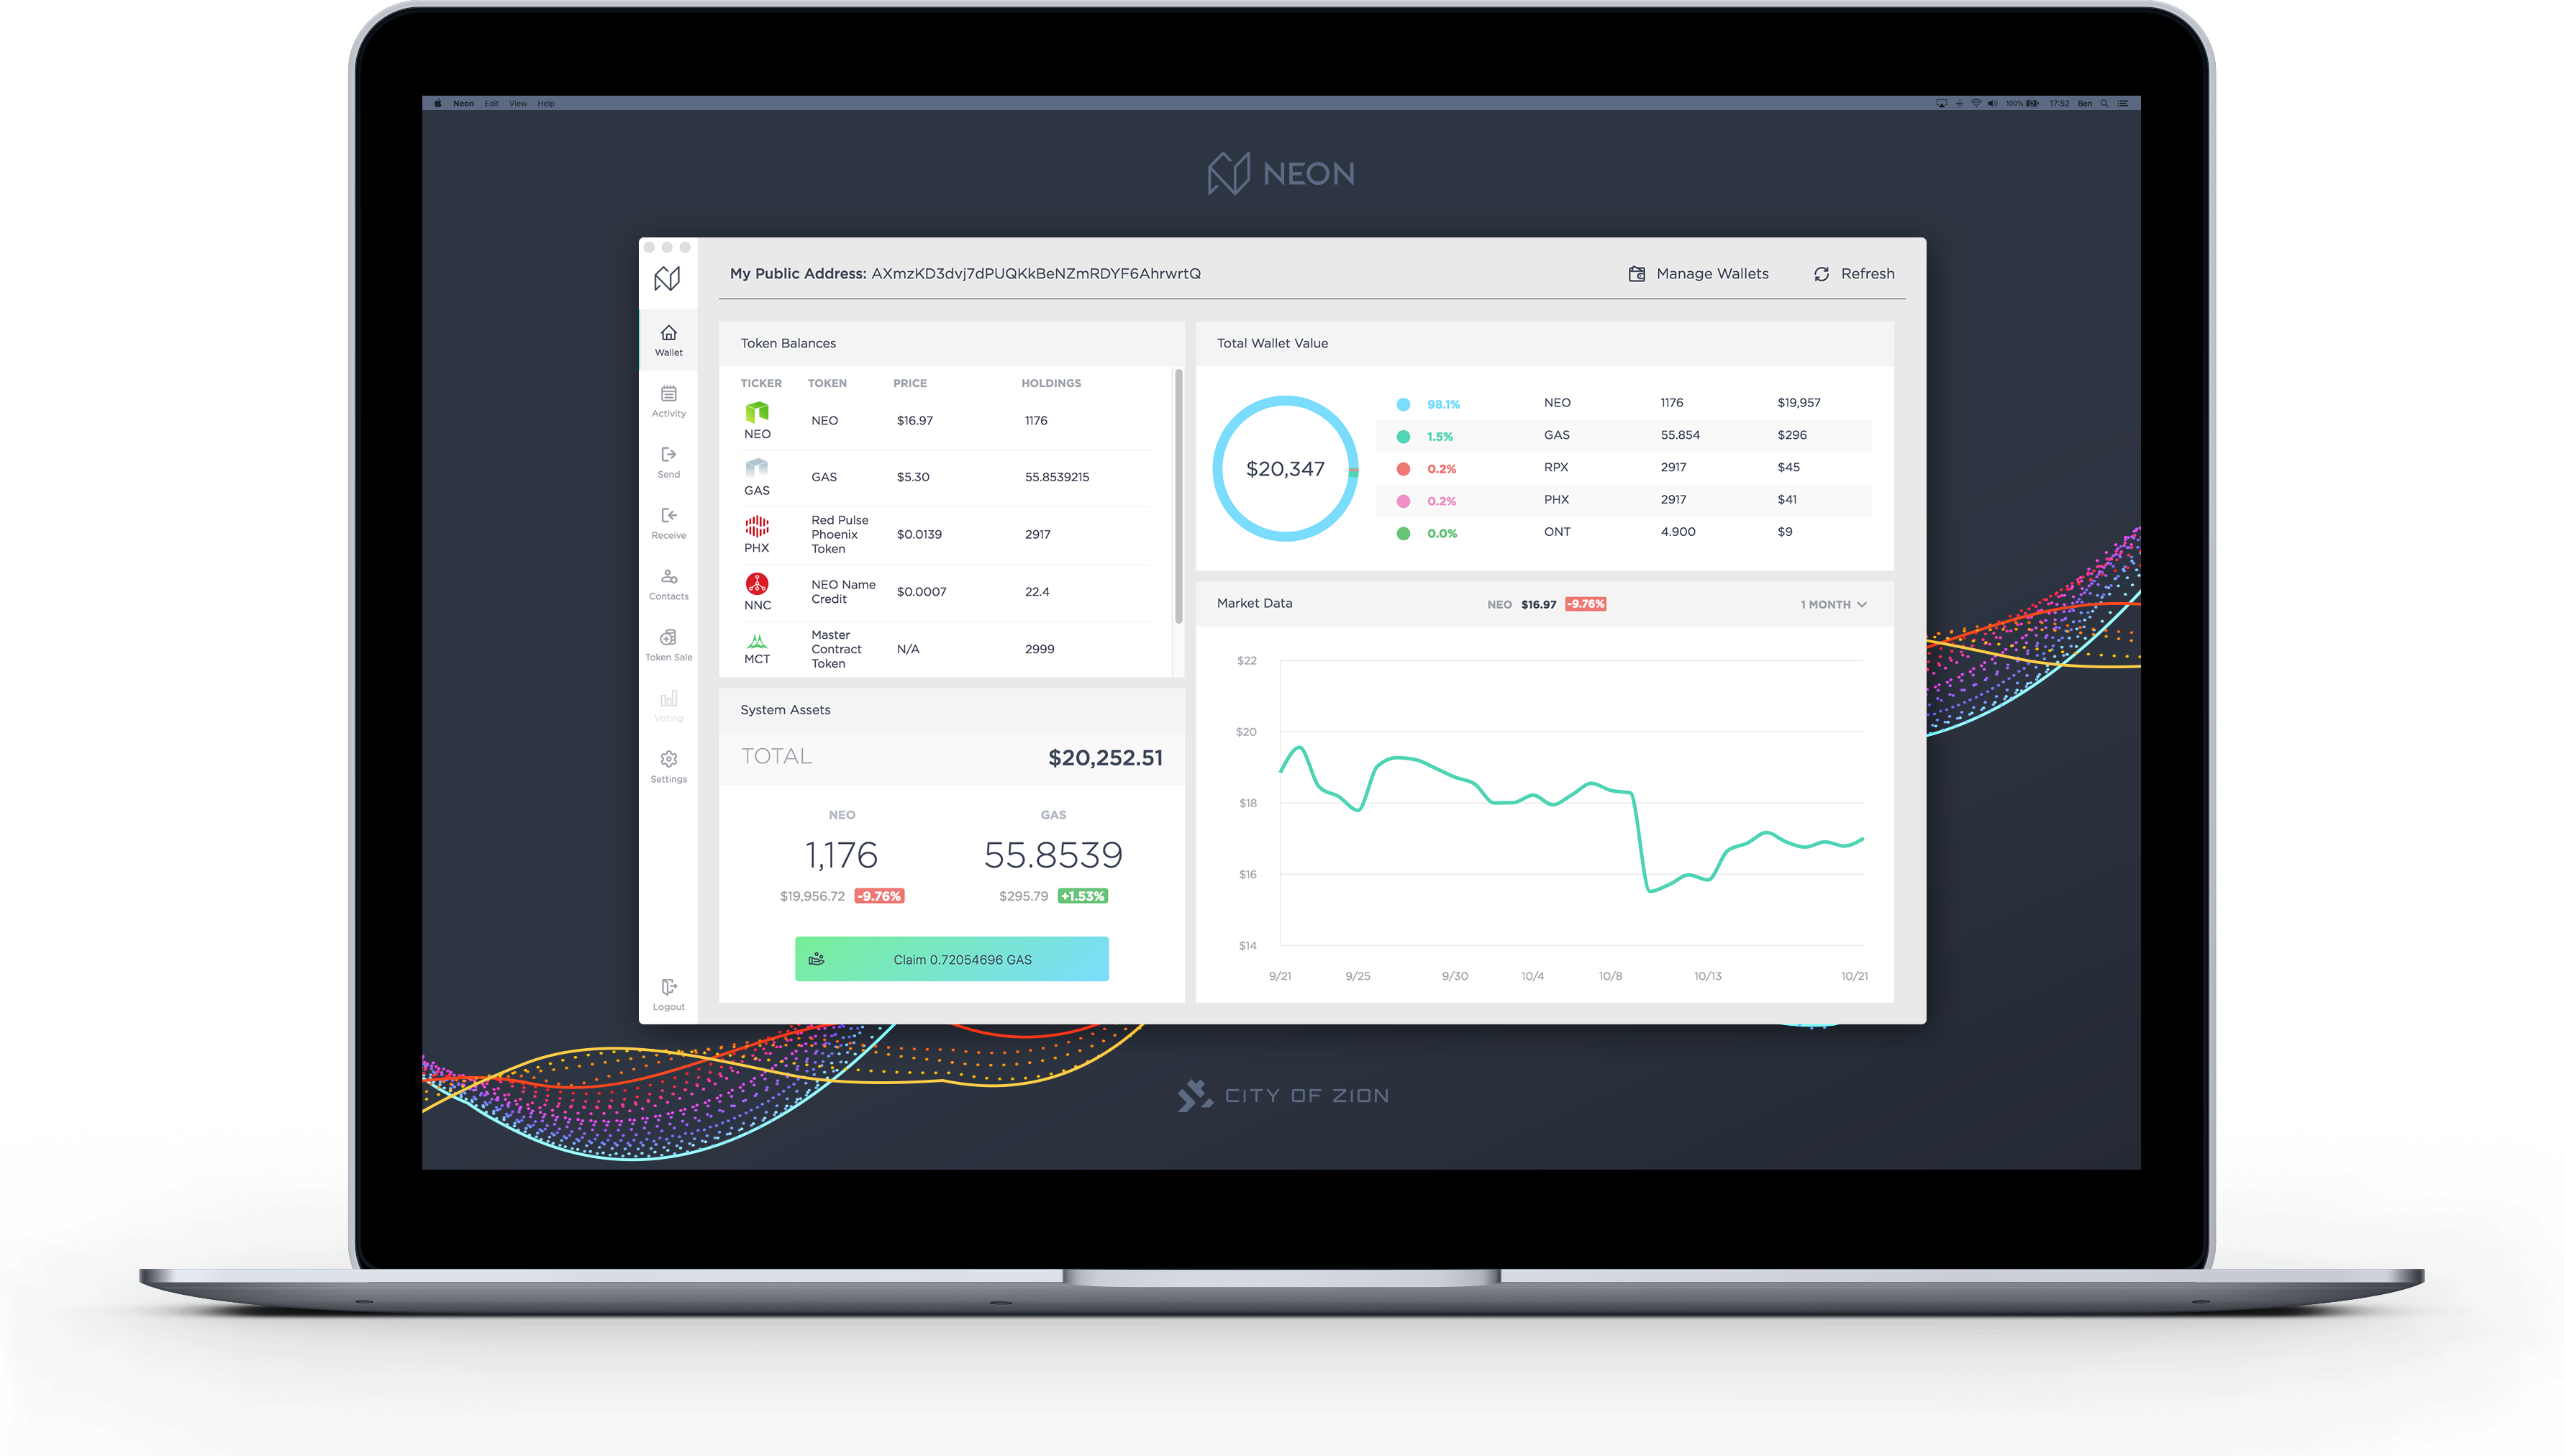 Neon Edit View Help
100% 17:52 Ben
NEON
My Public Address: AXmzKD3dvj7dPUQKkBeNZmRDYF6AhrwrtQ
Manage Wallets
Refresh
Wallet
Activity
Send
Receive
Contacts
Token Sale
Voting
Settings
Logout
Token Balances
TICKER TOKEN PRICE HOLDINGS
NEO NEO $16.97 1176
GAS GAS $5.30 55.8539215
PHX Red Pulse Phoenix Token $0.0139 2917
NNC NEO Name Credit $0.0007 22.4
MCT Master Contract Token N/A 2999
System Assets
TOTAL $20,252.51
NEO GAS
1,176 55.8539
$19,956.72 -9.76% $295.79 +1.53%
Claim 0.72054696 GAS
Total Wallet Value
$20,347
98.1% NEO 1176 $19,957
1.5% GAS 55.854 $296
0.2% RPX 2917 $45
0.2% PHX 2917 $41
0.0% ONT 4.900 $9
Market Data NEO $16.97 -9.76% 1 MONTH
$22
$20
$18
$16
$14
9/21 9/25 9/30 10/4 10/8 10/13 10/21
CITY OF ZION